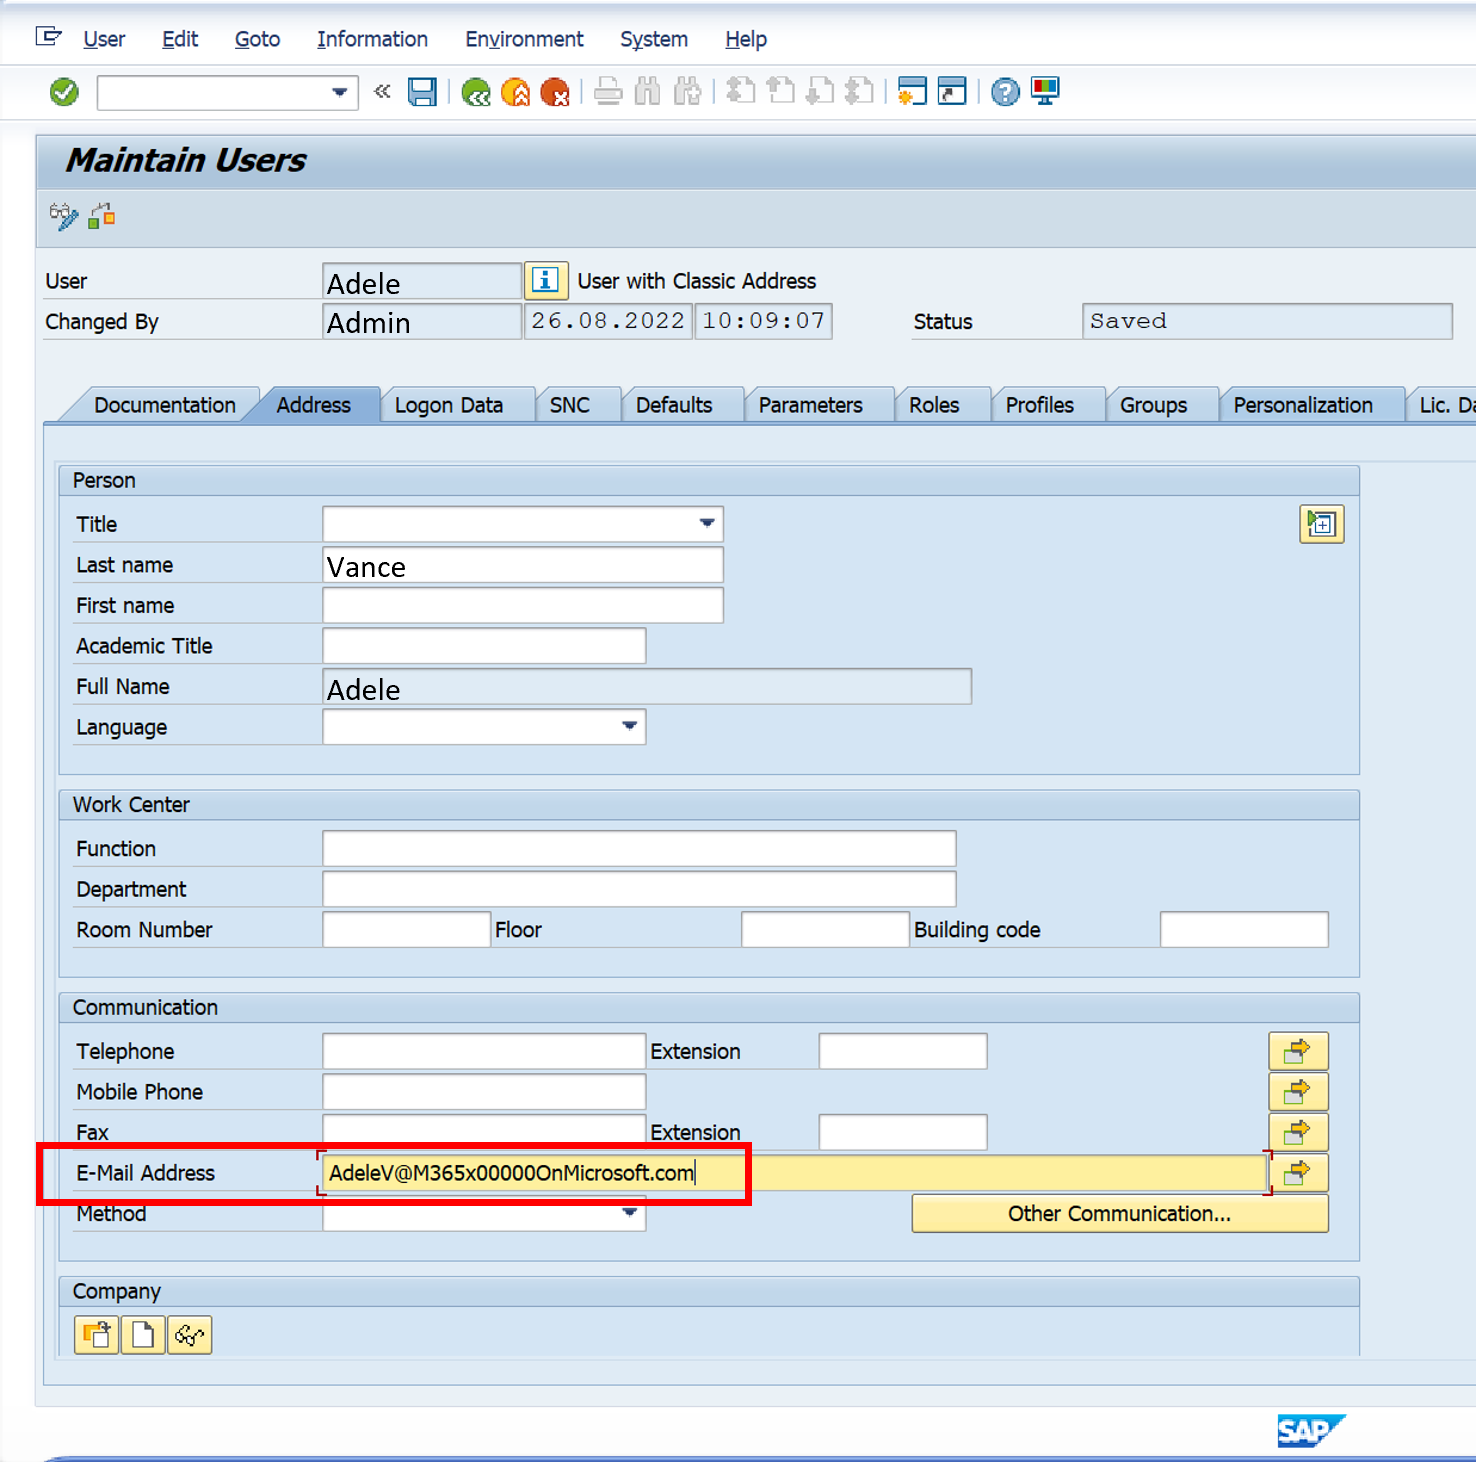 User Edit Goto Information Environment System Help
Maintain Users
User Adele User with Classic Address
Changed By Admin 26.08.2022 10:09:07 Status Saved
Documentation Address Logon Data SNC Defaults Parameters Roles Profiles Groups Personalization Lic. Da
Person
Title
Last name Vance
First name
Academic Title
Full Name Adele
Language
Work Center
Function
Department
Room Number Floor Building code
Communication
Telephone Extension
Mobile Phone
Fax Extension
E-Mail Address AdeleV@M365x00000OnMicrosoft.com
Method Other Communication...
Company
SAP